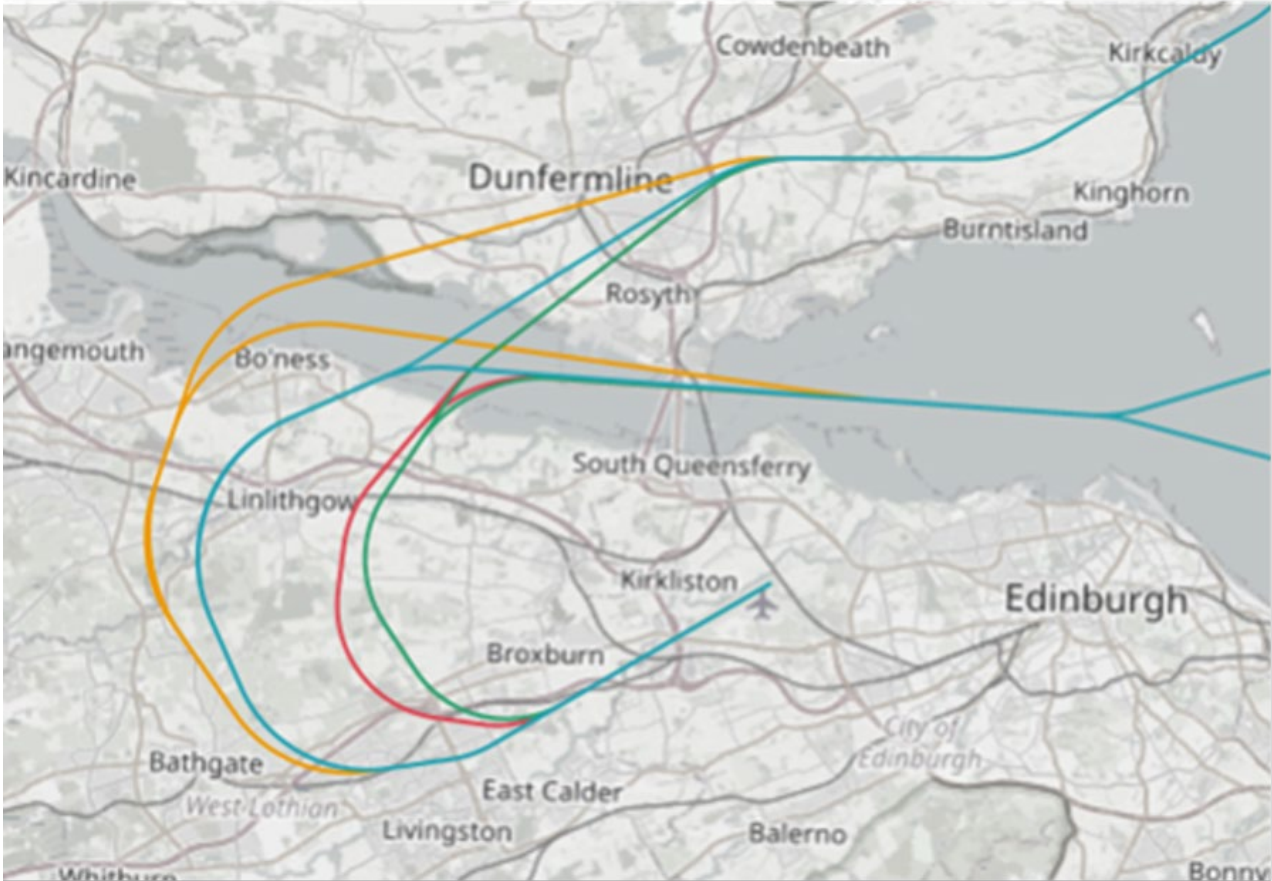 Cowdenbeath
Kirkcaldy
Dunfermline
Kincardine
Kinghorn
Burntisland
Rosyth
angemouth
Bo'ness
South Queensferry
Linlithgow
Kirkliston
Edinburgh
Broxburn
City of
Edinburgh
Bathgate
West Lothian
East Calder
Livingston
Balerno
Whitburn
Bonny